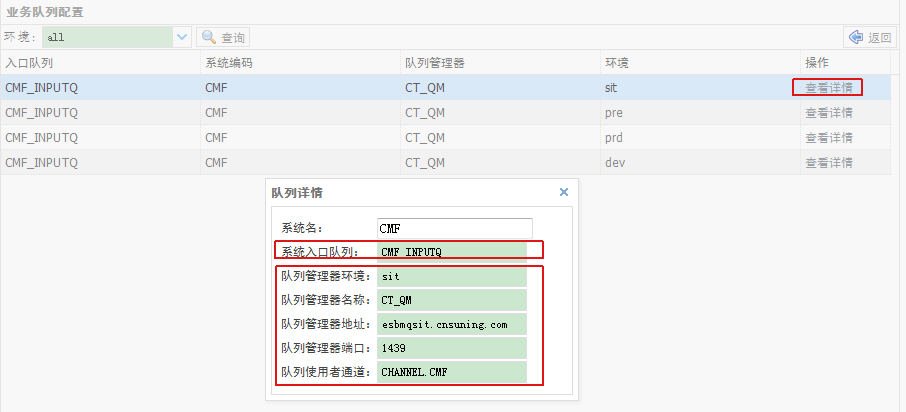 业务队列配置
环境: all 查询 返回
入口队列 系统编码 队列管理器 环境 操作
CMF_INPUTQ CMF CT_QM sit 查看详情
CMF_INPUTQ CMF CT_QM pre 查看详情
CMF_INPUTQ CMF CT_QM prd 查看详情
CMF_INPUTQ CMF CT_QM dev 查看详情
队列详情
系统名: CMF
系统入口队列: CMF_INPUTQ
队列管理器环境: sit
队列管理器名称: CT_QM
队列管理器地址: esbmqsit.cnsuning.com
队列管理器端口: 1439
队列使用者通道: CHANNEL.CMF